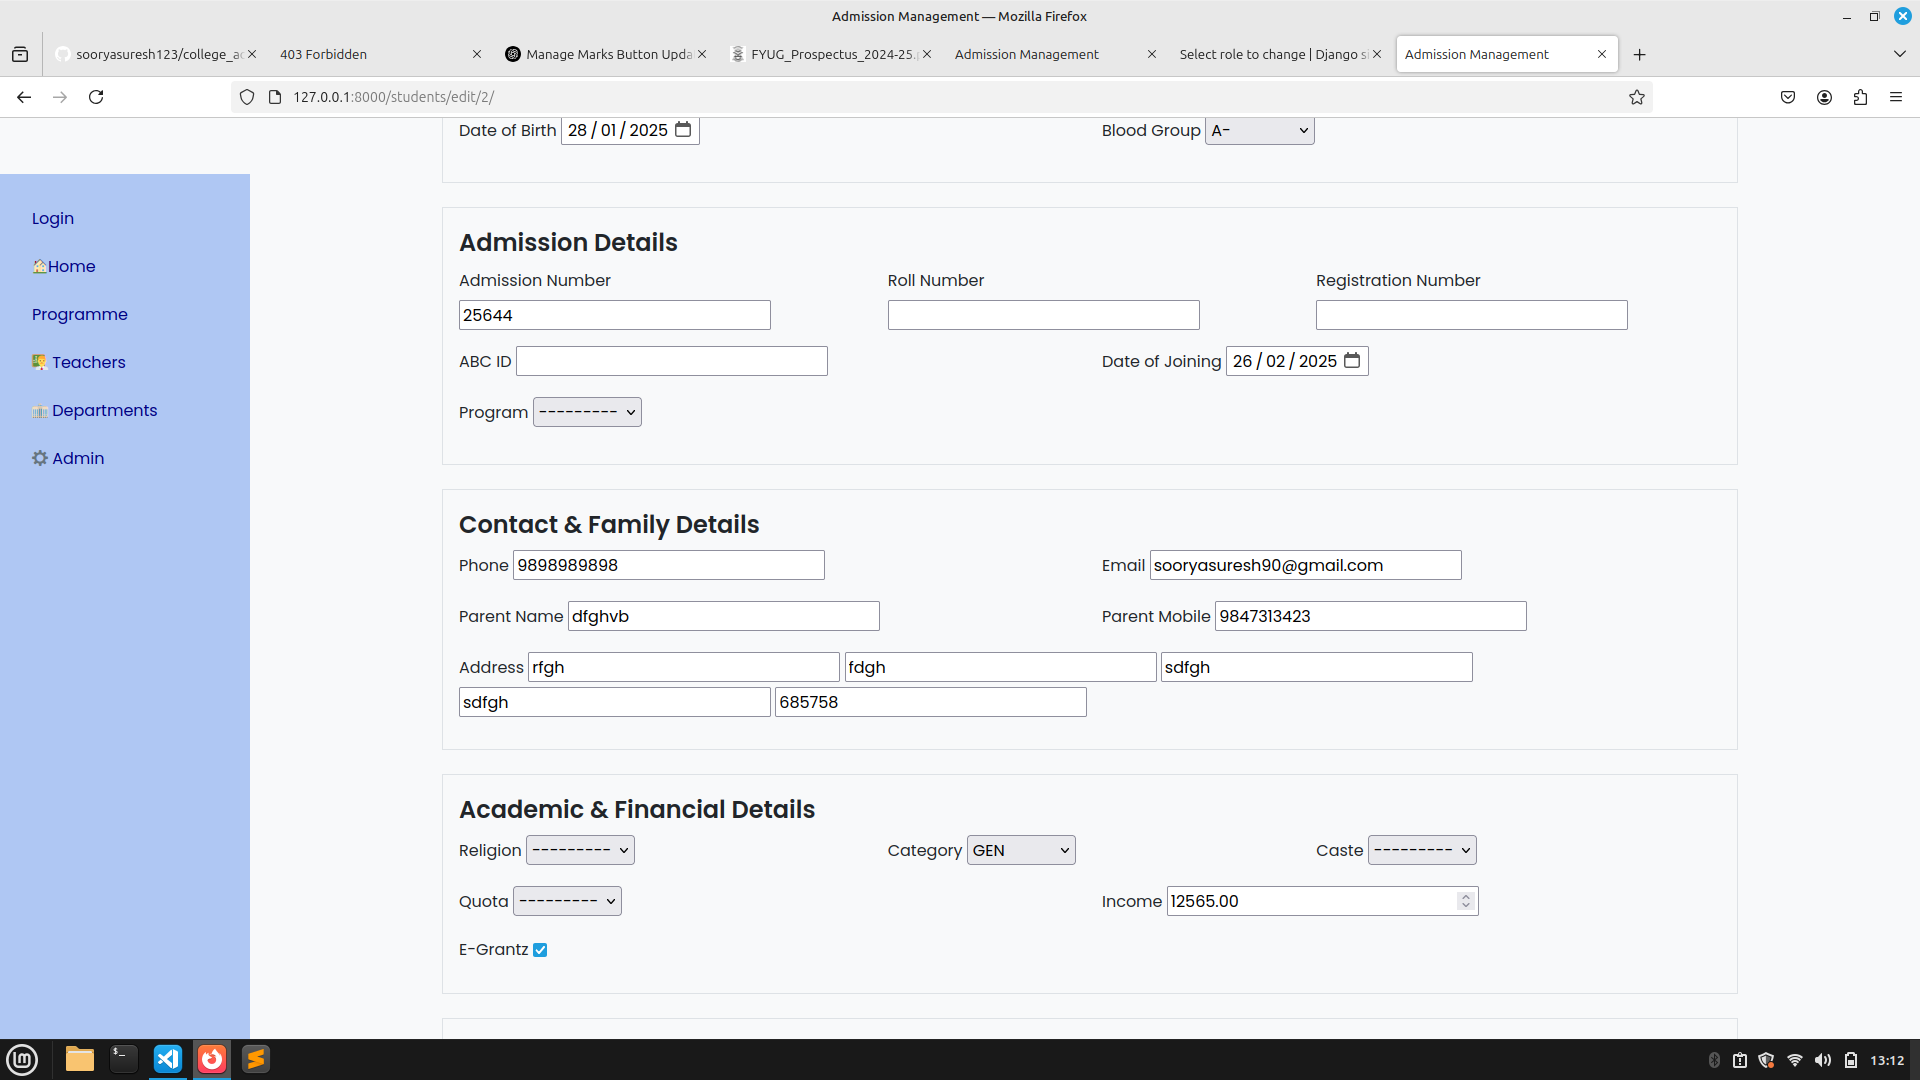 Admission Management — Mozilla Firefox
sooryasuresh123/college_ac
403 Forbidden
Manage Marks Button Upda
FYUG_Prospectus_2024-25.p
Admission Management
Select role to change | Django si
Admission Management
127.0.0.1:8000/students/edit/2/
Date of Birth 28 / 01 / 2025
Blood Group A-
Login
🏠Home
Programme
Teachers
Departments
Admin
Admission Details
Admission Number Roll Number Registration Number
25644
ABC ID Date of Joining 26 / 02 / 2025
Program ---------
Contact & Family Details
Phone 9898989898 Email sooryasuresh90@gmail.com
Parent Name dfghvb Parent Mobile 9847313423
Address rfgh fdgh sdfgh
sdfgh 685758
Academic & Financial Details
Religion --------- Category GEN Caste ---------
Quota --------- Income 12565.00
E-Grantz
13:12